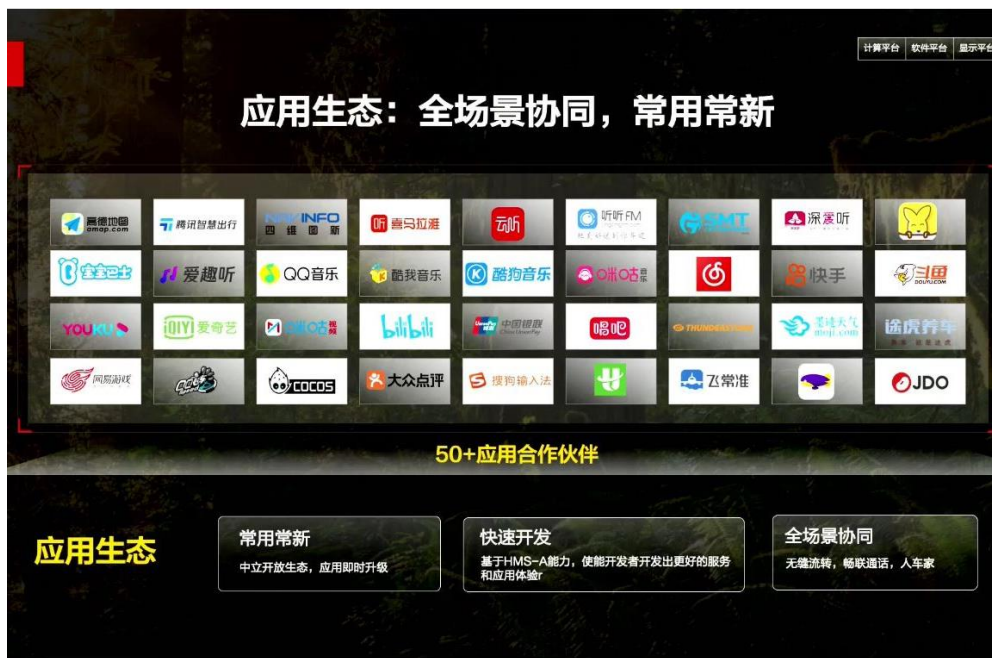 计算平台 软件平台 显示平台
应用生态：全场景协同，常用常新
高德地图
amap.com
腾讯智慧出行
NAVINFO
四维图新
听 喜马拉雅
云听
听听FM
SMT
深爱听
宝宝巴士
爱趣听
QQ音乐
酷我音乐
酷狗音乐
咪咕音乐
快手
斗鱼
DOUYU.COM
YOUKU
iQIYI 爱奇艺
咪咕视频
bilibili
UnionPay 银联
中国银联
China UnionPay
唱吧
THUNDERSTONE
墨迹天气
moji.com
途虎养车
网易游戏
COCOS
大众点评
搜狗输入法
飞常准
JDO
50+应用合作伙伴
应用生态
常用常新
中立开放生态，应用即时升级
快速开发
基于HMS-A能力，使能开发者开发出更好的服务
和应用体验r
全场景协同
无缝流转，畅联通话，人车家